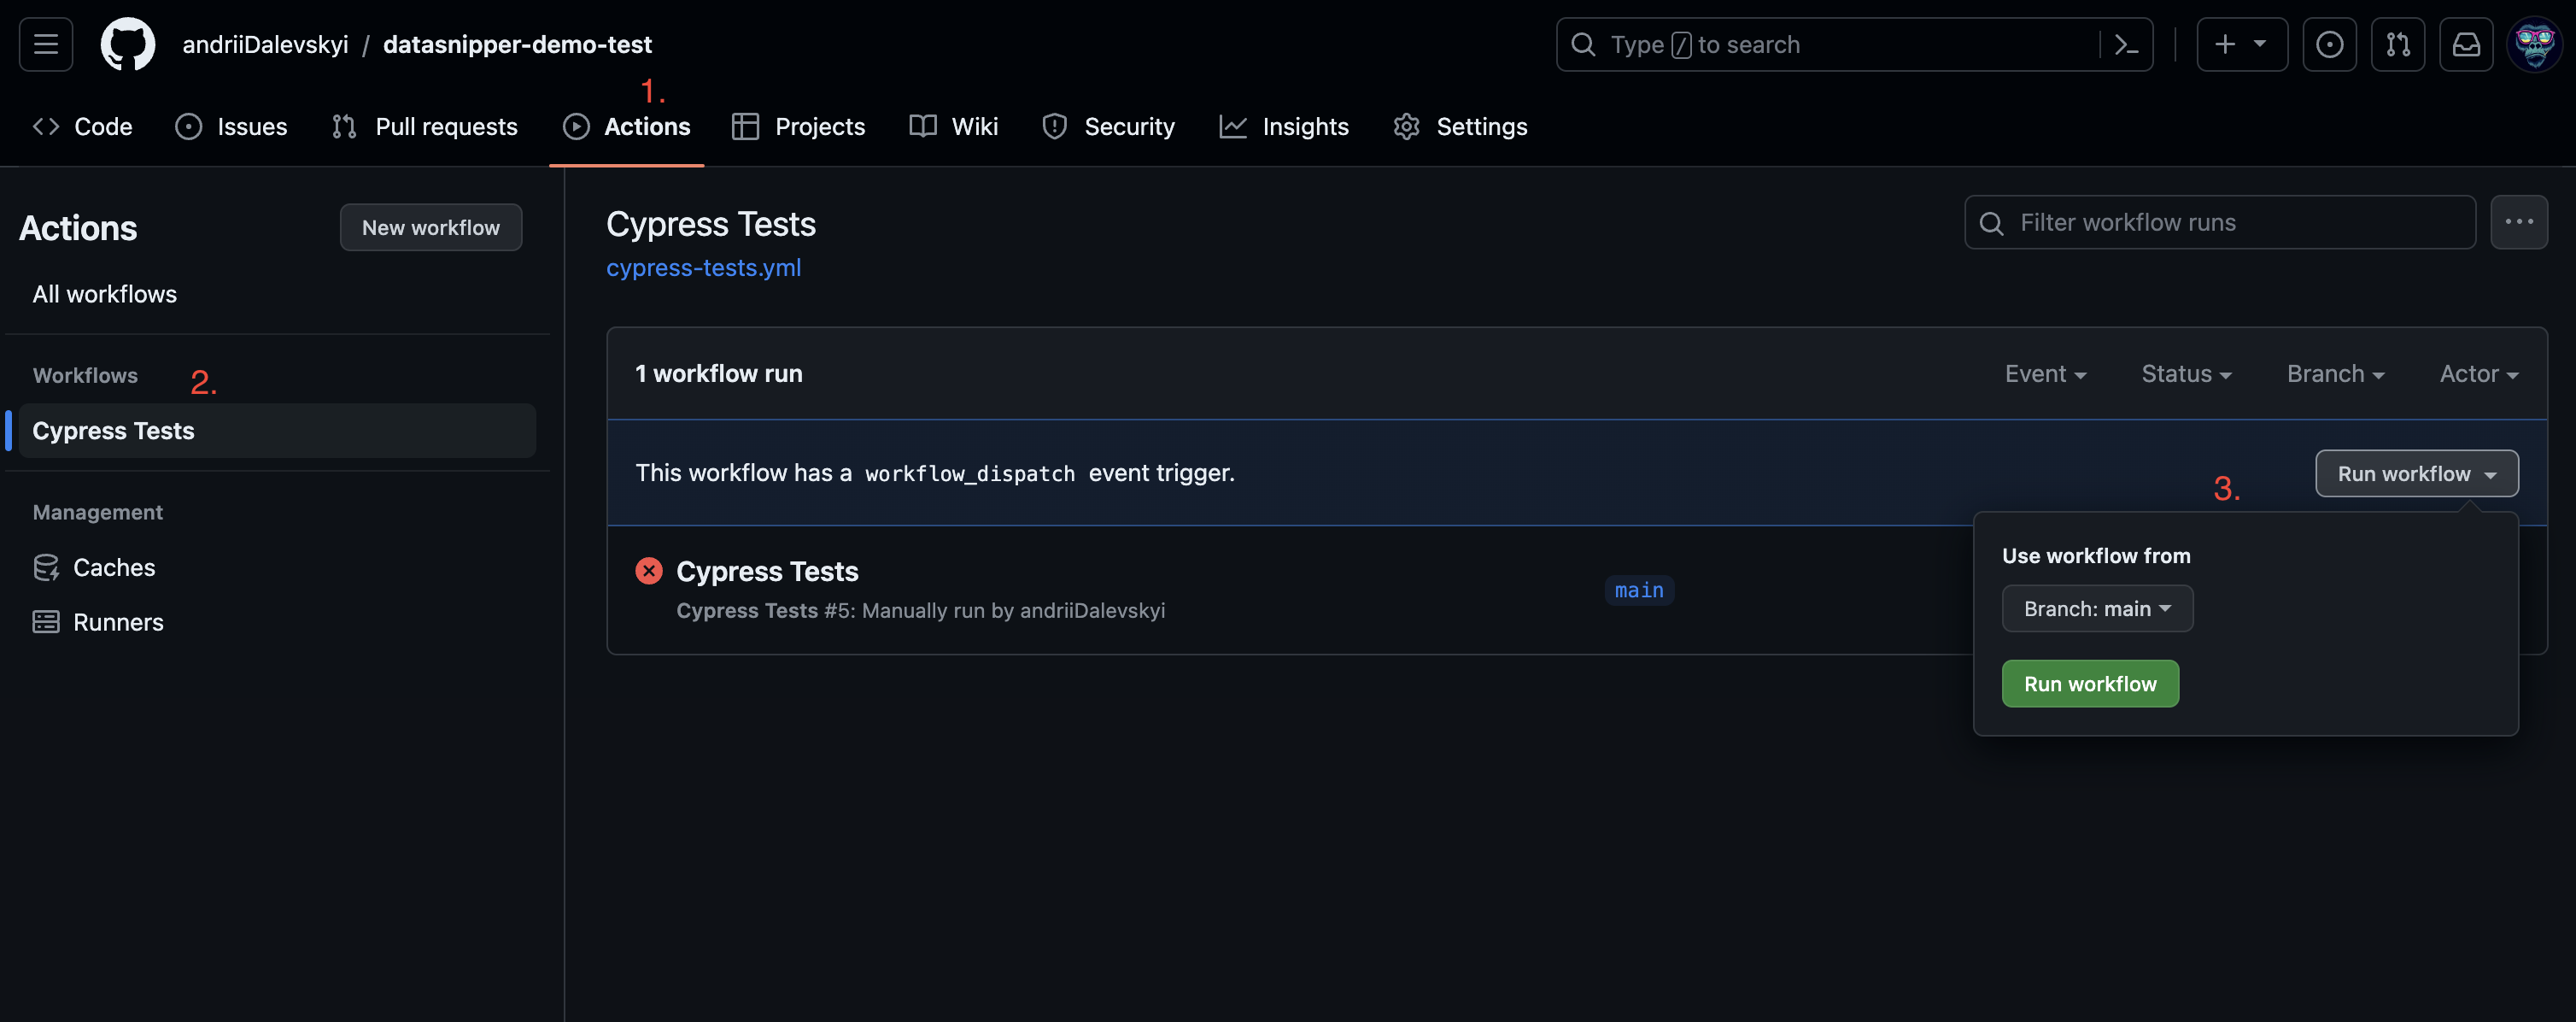 andriiDalevskyi / datasnipper-demo-test
Type / to search
1.
Code
Issues
Pull requests
Actions
Projects
Wiki
Security
Insights
Settings
Actions
New workflow
All workflows
Workflows
2.
Cypress Tests
Management
Caches
Runners
Cypress Tests
cypress-tests.yml
Filter workflow runs
1 workflow run
Event
Status
Branch
Actor
This workflow has a workflow_dispatch event trigger.
Run workflow
3.
Use workflow from
Branch: main
Run workflow
Cypress Tests
Cypress Tests #5: Manually run by andriiDalevskyi
main